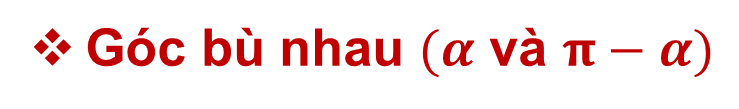 ❖ Góc bù nhau (𝜶 và π − 𝜶)